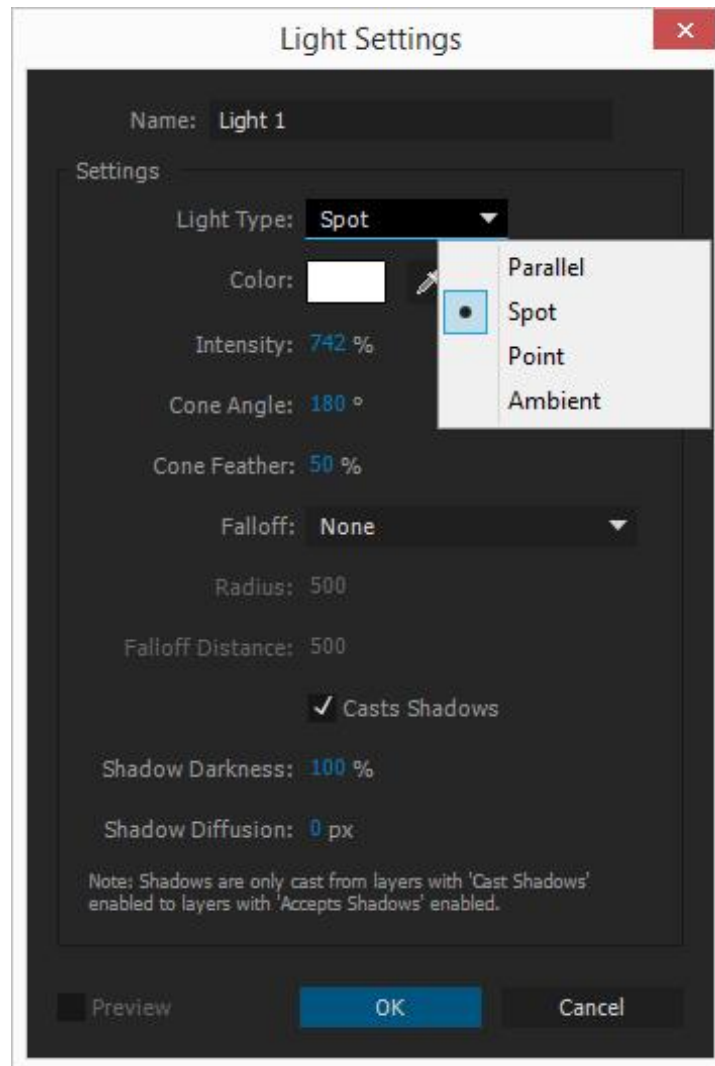 Light Settings
Name: Light 1
Settings
Light Type: Spot
Parallel
Color:
Spot
Intensity: 742 %
Point
Cone Angle: 180 °
Ambient
Cone Feather: 50 %
Falloff: None
Radius: 500
Falloff Distance: 500
Casts Shadows
Shadow Darkness: 100 %
Shadow Diffusion: 0 px
Note: Shadows are only cast from layers with 'Cast Shadows'
enabled to layers with 'Accepts Shadows' enabled.
Preview OK Cancel